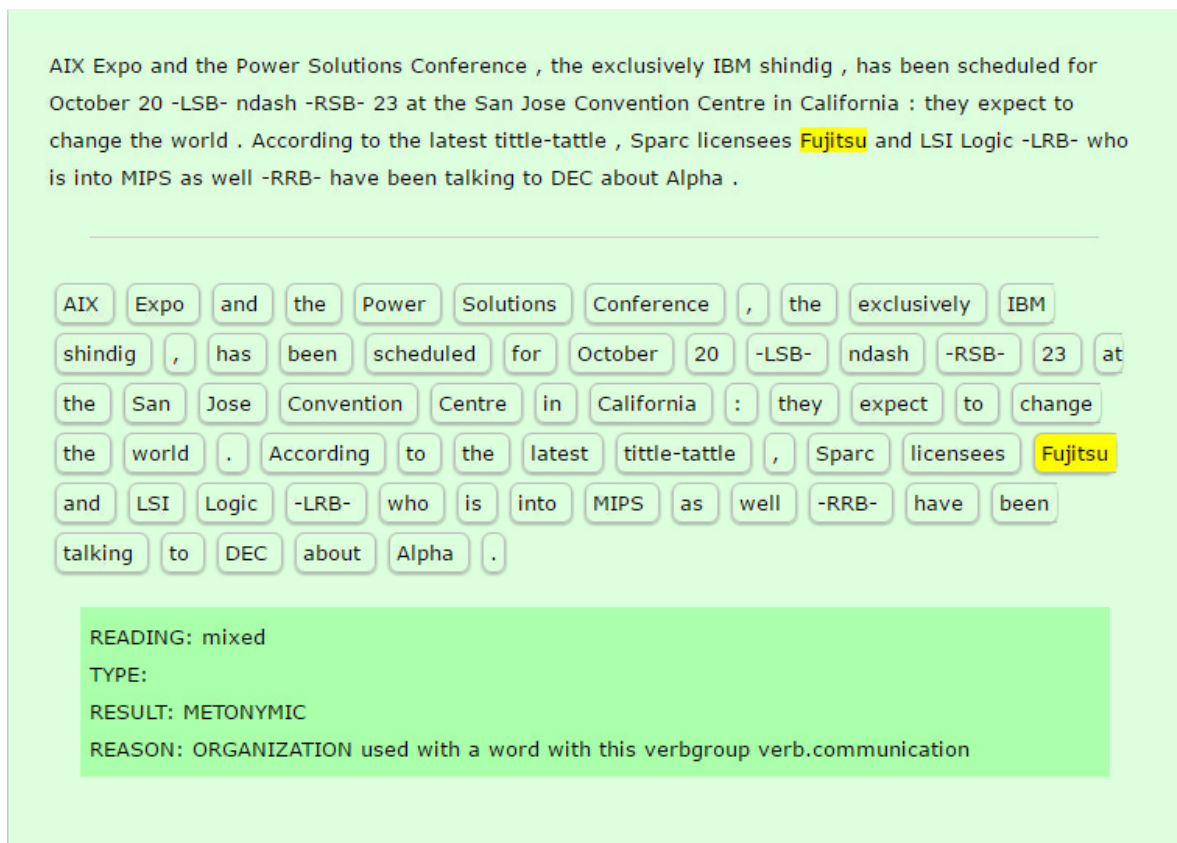 AIX Expo and the Power Solutions Conference , the exclusively IBM shindig , has been scheduled for
October 20 -LSB- ndash -RSB- 23 at the San Jose Convention Centre in California : they expect to
change the world . According to the latest tittle-tattle , Sparc licensees Fujitsu and LSI Logic -LRB- who
is into MIPS as well -RRB- have been talking to DEC about Alpha .
AIX Expo and the Power Solutions Conference , the exclusively IBM
shindig , has been scheduled for October 20 -LSB- ndash -RSB- 23 at
the San Jose Convention Centre in California : they expect to change
the world . According to the latest tittle-tattle , Sparc licensees Fujitsu
and LSI Logic -LRB- who is into MIPS as well -RRB- have been
talking to DEC about Alpha .
READING: mixed
TYPE:
RESULT: METONYMIC
REASON: ORGANIZATION used with a word with this verbgroup verb.communication